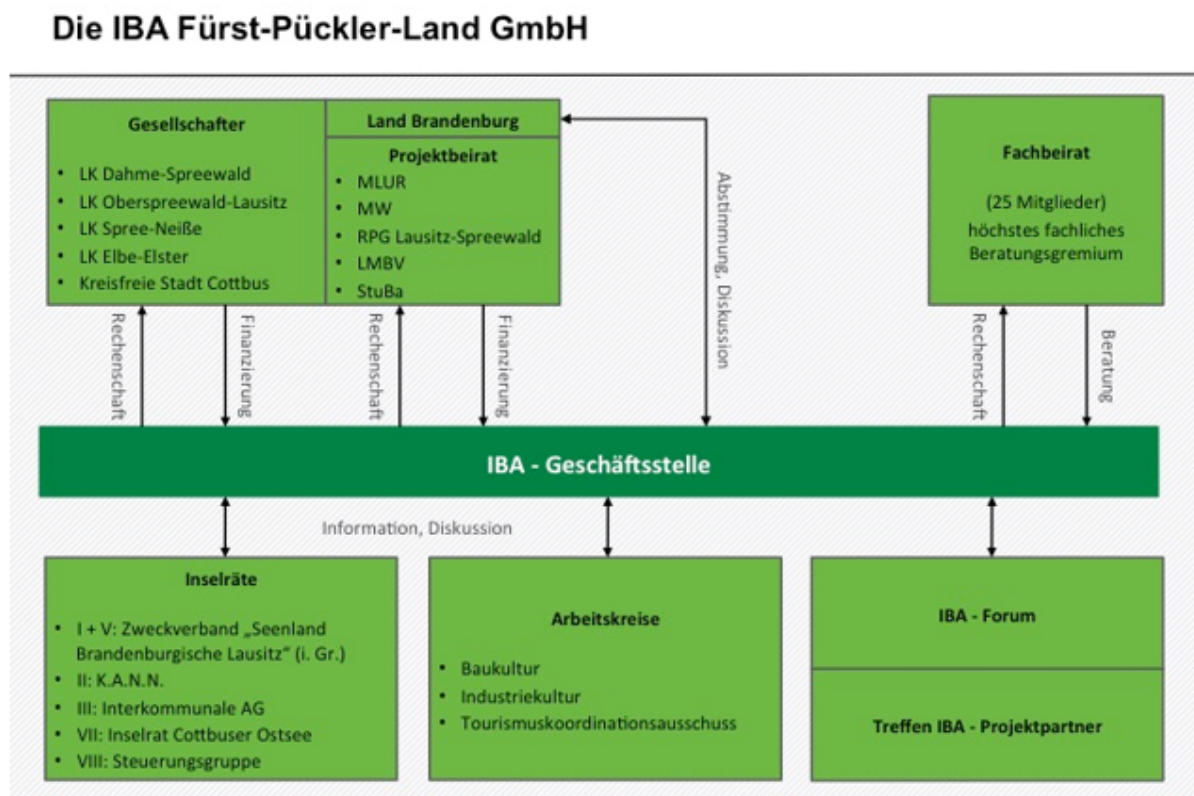 Die IBA Fürst-Pückler-Land GmbH
Gesellschafter
• LK Dahme-Spreewald
• LK Oberspreewald-Lausitz
• LK Spree-Neiße
• LK Elbe-Elster
• Kreisfreie Stadt Cottbus
Land Brandenburg
Projektbeirat
• MLUR
• MW
• RPG Lausitz-Spreewald
• LMBV
• StuBa
Abstimmung, Diskussion
Fachbeirat
(25 Mitglieder)
höchstes fachliches
Beratungsgremium
Rechenschaft
Finanzierung
Rechenschaft
Finanzierung
Rechenschaft
Beratung
IBA - Geschäftsstelle
Information, Diskussion
Inselräte
• I + V: Zweckverband „Seenland
Brandenburgische Lausitz“ (i. Gr.)
• II: K.A.N.N.
• III: Interkommunale AG
• VII: Inselrat Cottbuser Ostsee
• VIII: Steuerungsgruppe
Arbeitskreise
• Baukultur
• Industriekultur
• Tourismuskoordinationsausschuss
IBA - Forum
Treffen IBA - Projektpartner